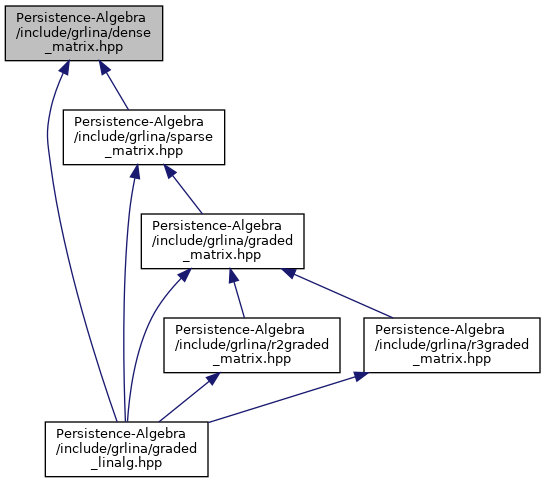 Persistence-Algebra
/include/grlina/dense
_matrix.hpp
Persistence-Algebra
/include/grlina/sparse
_matrix.hpp
Persistence-Algebra
/include/grlina/graded
_matrix.hpp
Persistence-Algebra
/include/grlina/r2graded
_matrix.hpp
Persistence-Algebra
/include/grlina/r3graded
_matrix.hpp
Persistence-Algebra
/include/grlina/graded
_linalg.hpp